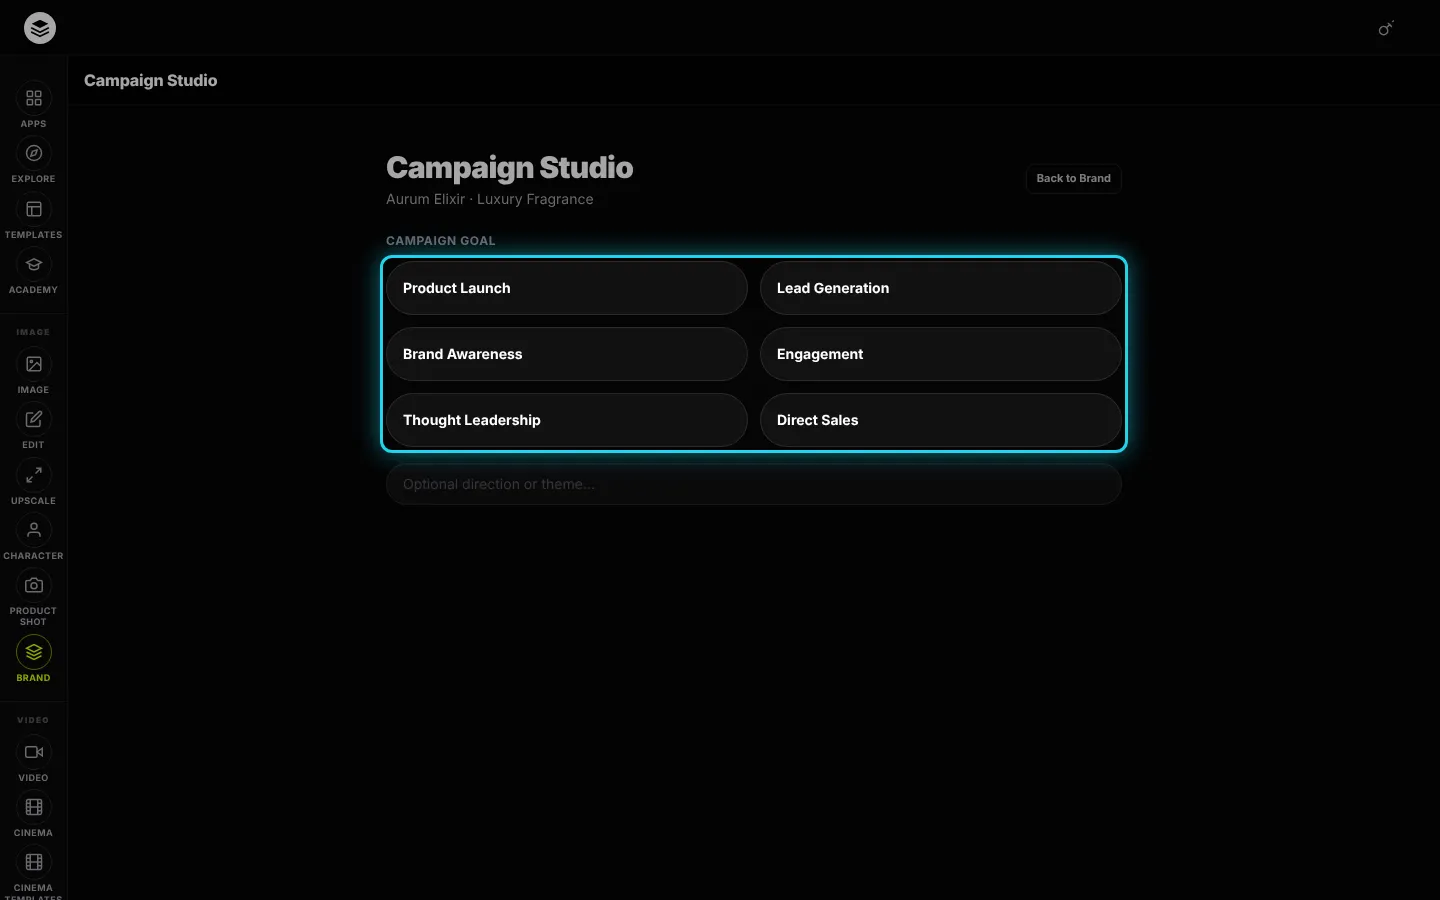 Campaign Studio
APPS
EXPLORE
TEMPLATES
ACADEMY
IMAGE
IMAGE
EDIT
UPSCALE
CHARACTER
PRODUCT
SHOT
BRAND
VIDEO
VIDEO
CINEMA
CINEMA
TEMPLATES
Campaign Studio
Aurum Elixir · Luxury Fragrance
Back to Brand
CAMPAIGN GOAL
Product Launch
Lead Generation
Brand Awareness
Engagement
Thought Leadership
Direct Sales
Optional direction or theme...